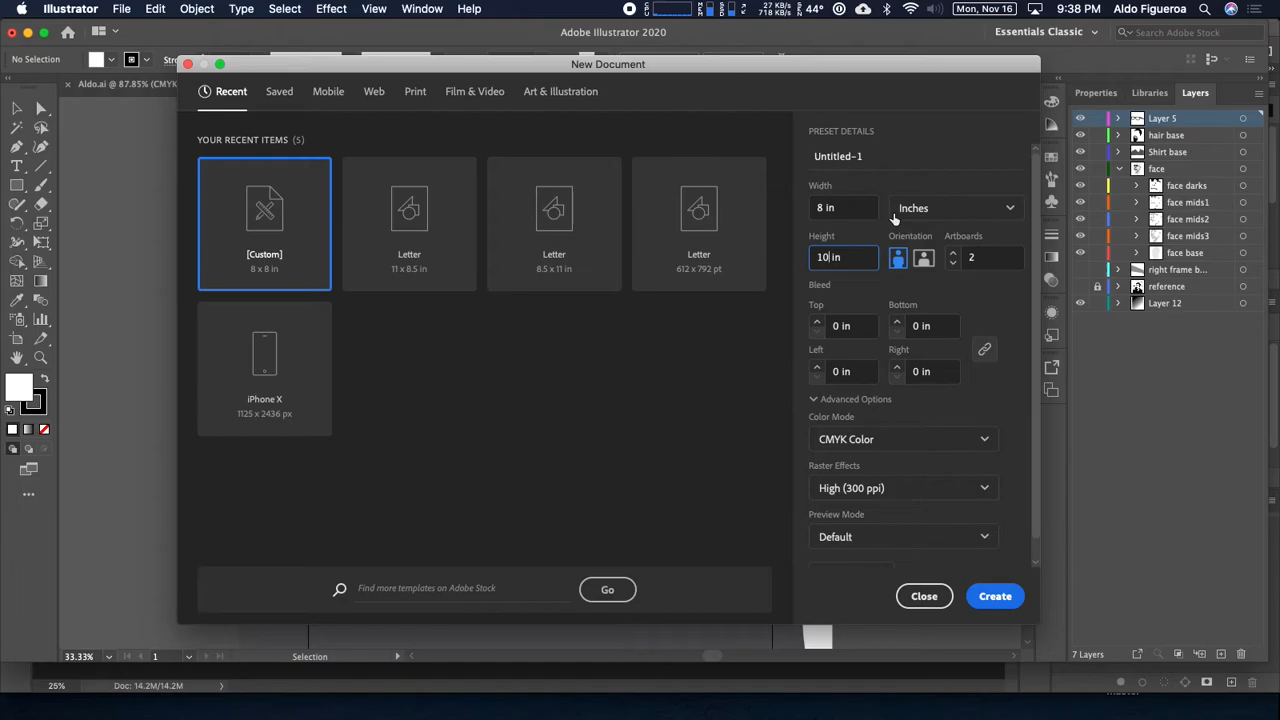 Illustrator File Edit Object Type Select Effect View Window Help 27 KB/s 718 KB/s 44° Mon, Nov 16 9:38 PM Aldo Figueroa
Adobe Illustrator 2020 Essentials Classic Search Adobe Stock
No Selection
New Document
Aldo.ai @ 87.85% (CMYK
Recent Saved Mobile Web Print Film & Video Art & Illustration
Properties Libraries Layers
YOUR RECENT ITEMS (5)
[Custom]
8 x 8 in
Letter
11 x 8.5 in
Letter
8.5 x 11 in
Letter
612 x 792 pt
iPhone X
1125 x 2436 px
Find more templates on Adobe Stock
Go
PRESET DETAILS
Untitled-1
Width
8 in Inches
Height Orientation Artboards
10 in 2
Bleed
Top Bottom
0 in 0 in
Left Right
0 in 0 in
Advanced Options
Color Mode
CMYK Color
Raster Effects
High (300 ppi)
Preview Mode
Default
Close Create
Layer 5
hair base
Shirt base
face
face darks
face mids1
face mids2
face mids3
face base
right frame b...
reference
Layer 12
33.33% 1 Selection
7 Layers
25% Doc: 14.2M/14.2M